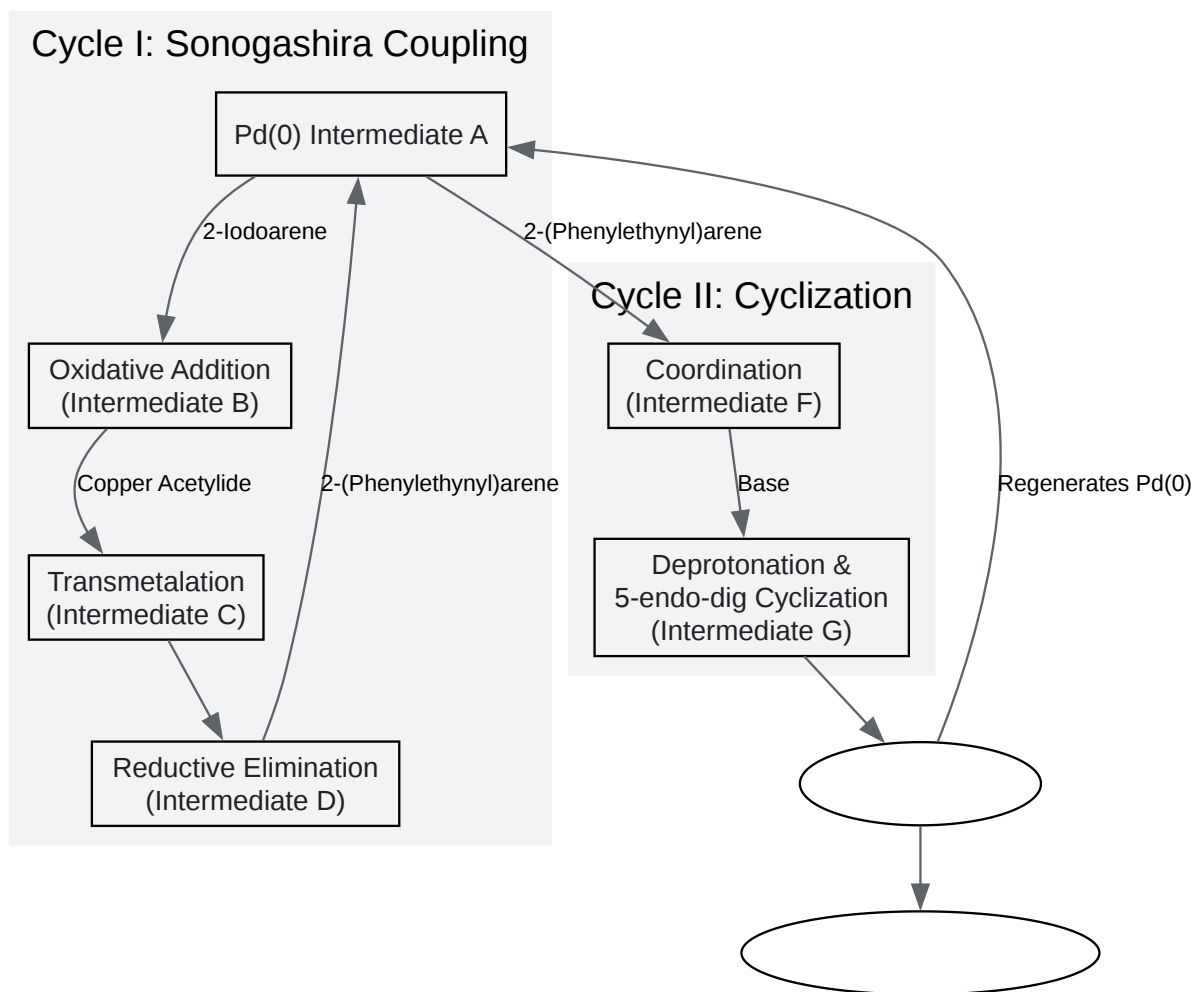 Cycle I: Sonogashira Coupling
Pd(0) Intermediate A
2-Iodoarene
2-(Phenylethynyl)arene
Cycle II: Cyclization
Oxidative Addition
(Intermediate B)
Coordination
(Intermediate F)
Copper Acetylide
2-(Phenylethynyl)arene
Base
Regenerates Pd(0)
Transmetalation
(Intermediate C)
Deprotonation &
5-endo-dig Cyclization
(Intermediate G)
Reductive Elimination
(Intermediate D)